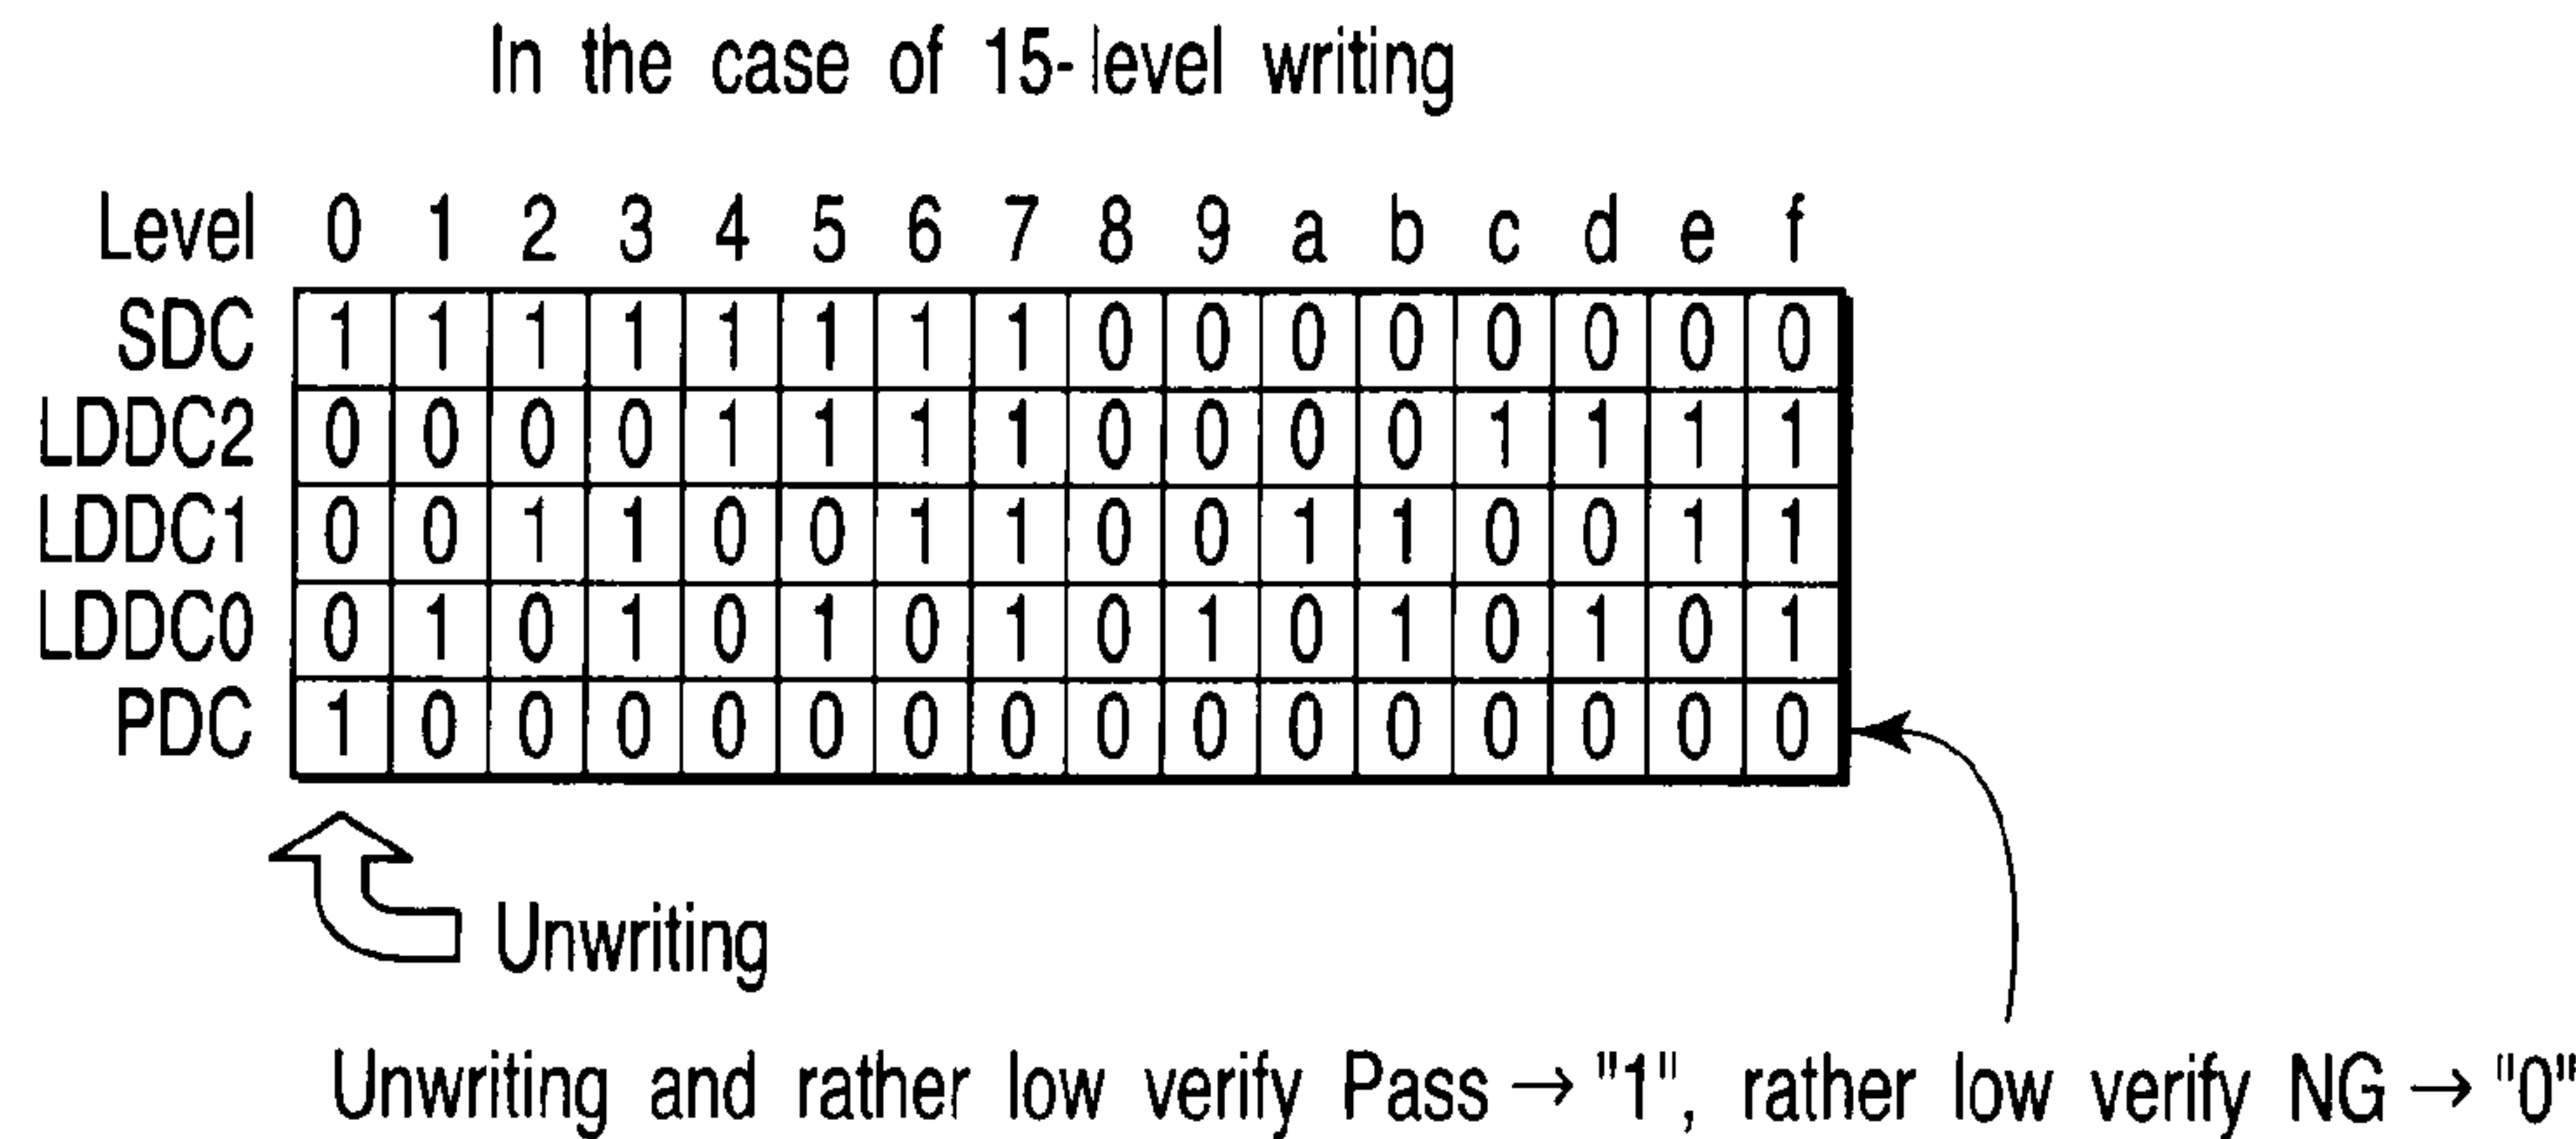 In the case of 15-level writing
Level 0 1 2 3 4 5 6 7 8 9 a b c d e f
SDC 1 1 1 1 1 1 1 1 0 0 0 0 0 0 0 0
LDDC2 0 0 0 0 1 1 1 1 0 0 0 0 1 1 1 1
LDDC1 0 0 1 1 0 0 1 1 0 0 1 1 0 0 1 1
LDDC0 0 1 0 1 0 1 0 1 0 1 0 1 0 1 0 1
PDC 1 0 0 0 0 0 0 0 0 0 0 0 0 0 0 0
Unwriting
Unwriting and rather low verify Pass → "1", rather low verify NG → "0"